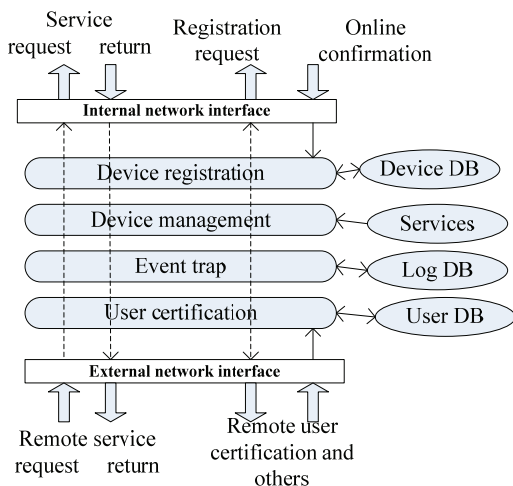 Service
request return
Registration
request
Online
confirmation
Internal network interface
Device registration
Device DB
Device management
Services
Event trap
Log DB
User certification
User DB
External network interface
Remote service
request return
Remote user
certification and
others